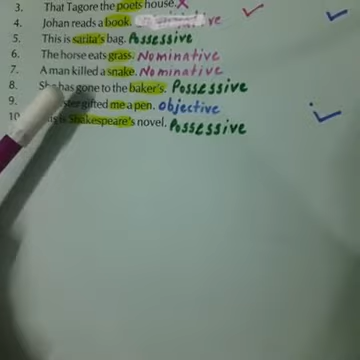 3. That Tagore the poets house. X
4. Johan reads a book.
5. This is sarita's bag. Possessive
6. The horse eats grass. Nominative
7. A man killed a snake. Nominative
8. She has gone to the baker's. Possessive
9. gifted me a pen. objective
10. is Shakespeare's novel. Possessive